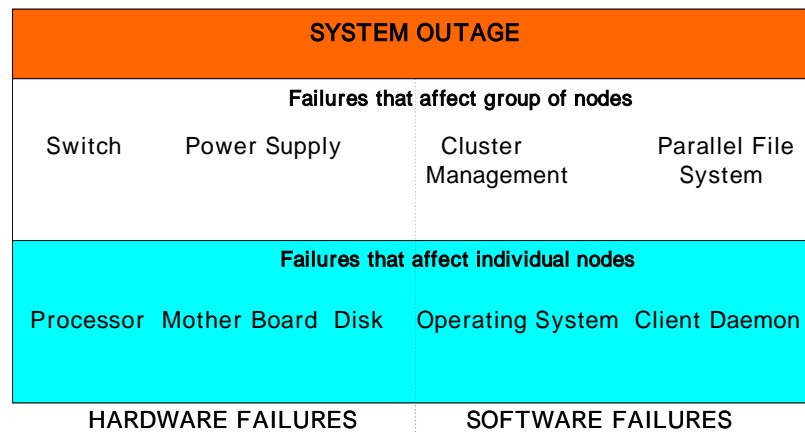 SYSTEM OUTAGE
Failures that affect group of nodes
Switch Power Supply Cluster Management Parallel File System
Failures that affect individual nodes
Processor Mother Board Disk Operating System Client Daemon
HARDWARE FAILURES SOFTWARE FAILURES